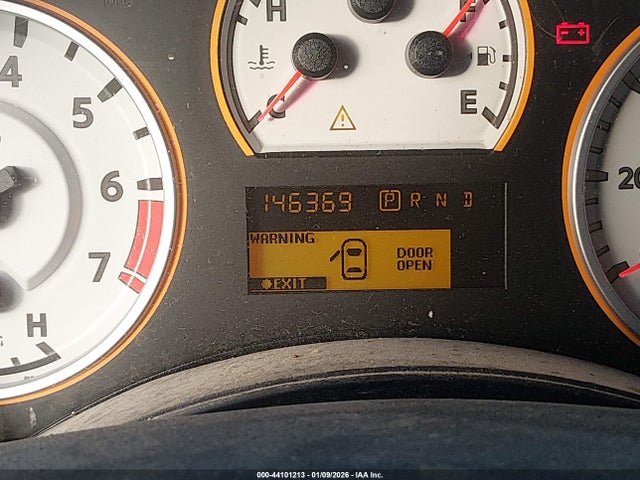 H
F
4
5
6
7
H
C
E
20
146369 P R N D
WARNING
DOOR
OPEN
EXIT
000-44101213 - 01/09/2026 - IAA Inc.